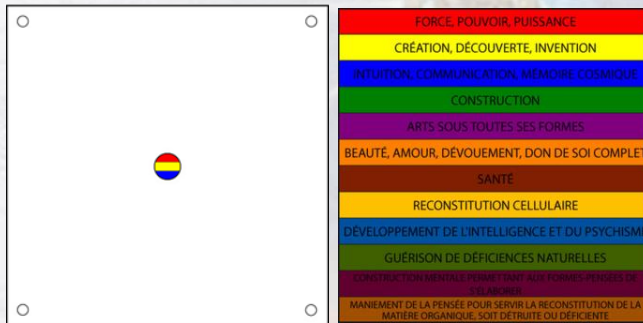 FORCE, POUVOIR, PUISSANCE
CRÉATION, DÉCOUVERTE, INVENTION
INTUITION, COMMUNICATION, MÉMOIRE COSMIQUE
CONSTRUCTION
ARTS SOUS TOUTES SES FORMES
BEAUTÉ, AMOUR, DÉVOUEMENT, DON DE SOI COMPLET
SANTÉ
RECONSTITUTION CELLULAIRE
DÉVELOPPEMENT DE L'INTELLIGENCE ET DU PSYCHISME
GUÉRISON DE DÉFICIENCES NATURELLES
CONSTRUCTION MENTALE PERMETTANT AUX FORMES-PENSÉES DE
S'ÉLABORER
MANIEMENT DE LA PENSÉE POUR SERVIR LA RECONSTITUTION DE LA
MATIÈRE ORGANIQUE, SOIT DÉTRUITE OU DÉFICIENTE